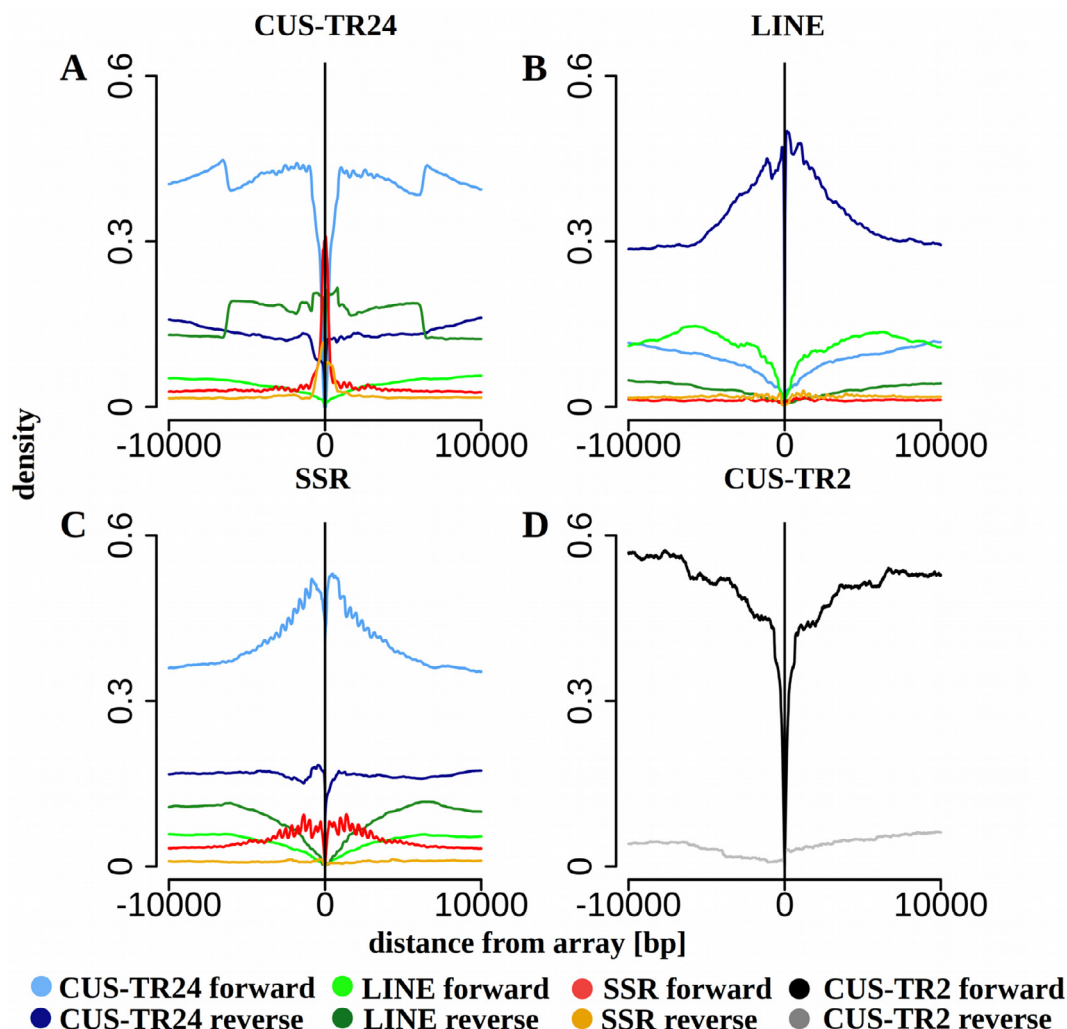 CUS-TR24
LINE
A
B
0.6
0.3
0
0.6
0.3
0
-10000
0
10000
-10000
0
10000
density
SSR
CUS-TR2
C
D
0.6
0.3
0
0.6
0.3
0
-10000
0
10000
-10000
0
10000
distance from array [bp]
CUS-TR24 forward
LINE forward
SSR forward
CUS-TR2 forward
CUS-TR24 reverse
LINE reverse
SSR reverse
CUS-TR2 reverse